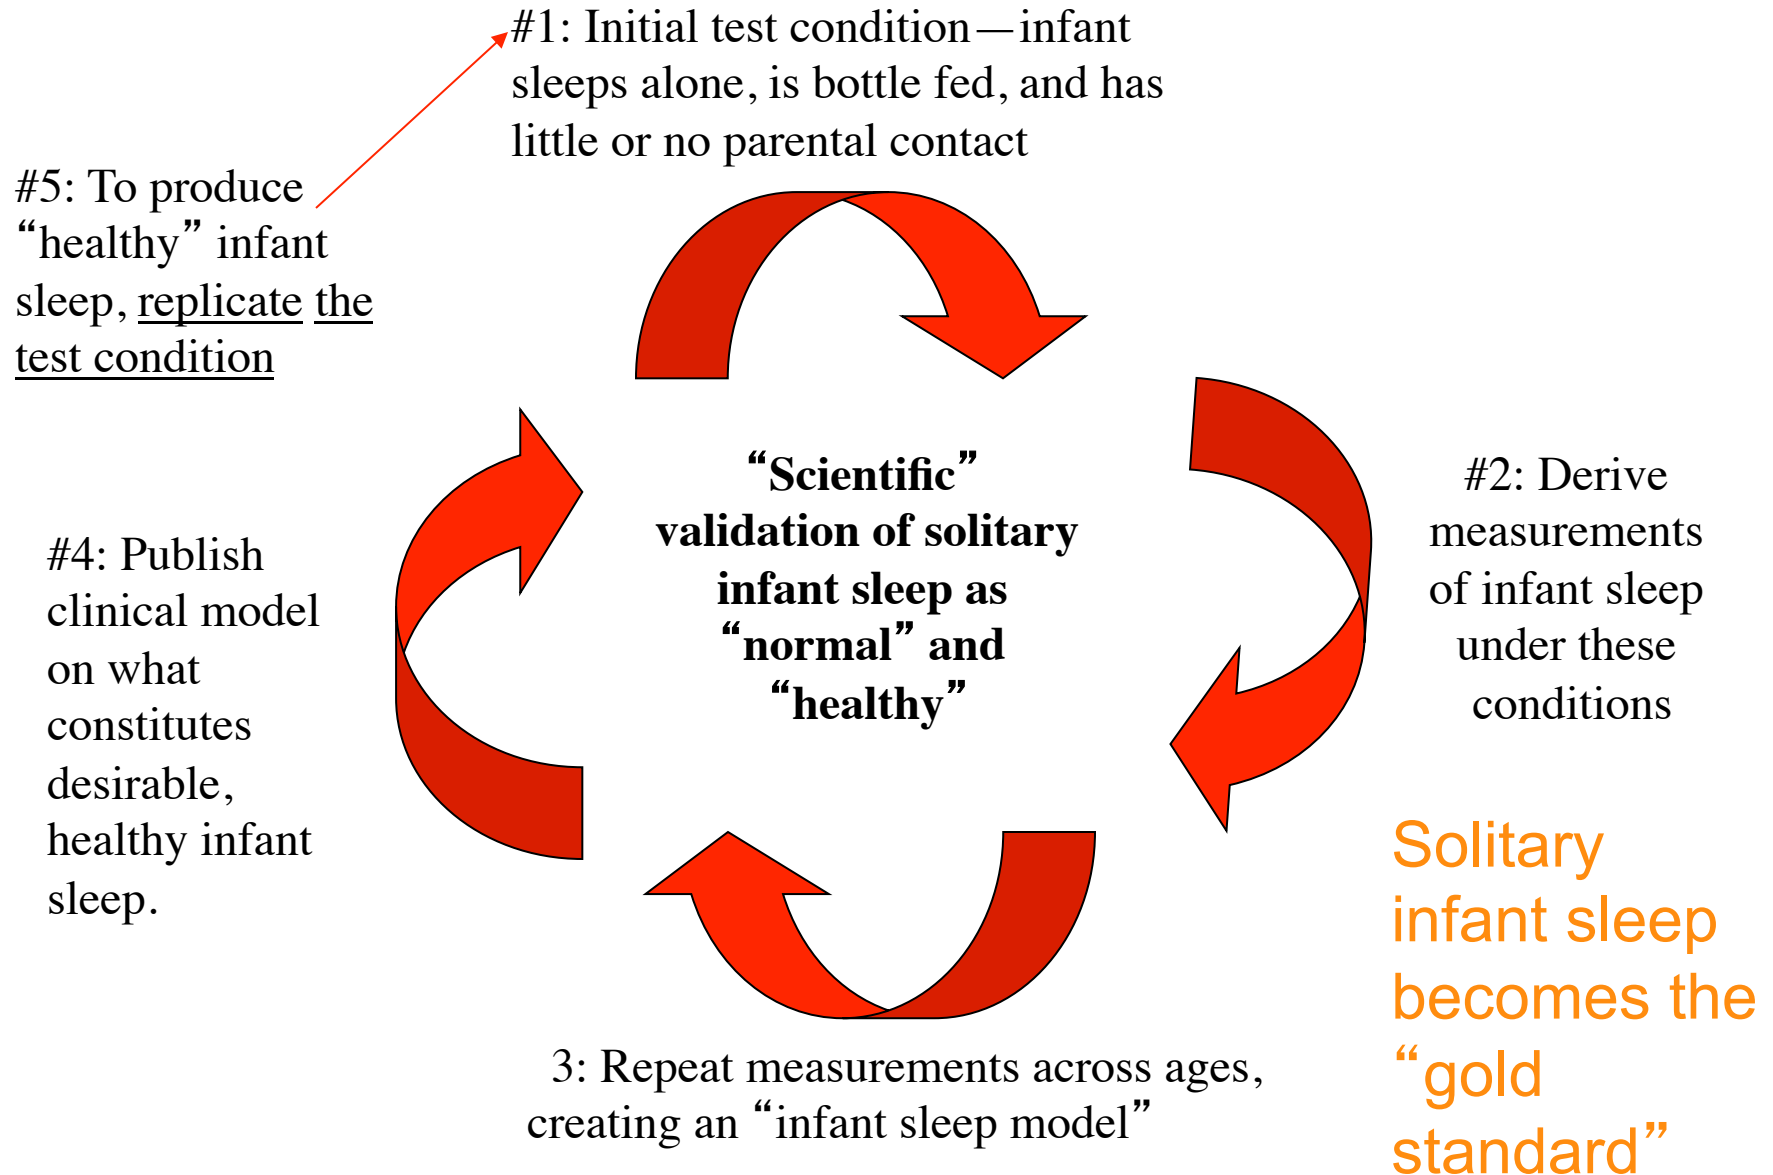 #1: Initial test condition—infant
sleeps alone, is bottle fed, and has
little or no parental contact
#5: To produce
“healthy” infant
sleep, replicate the
test condition
“Scientific”
validation of solitary
infant sleep as
“normal” and
“healthy”
#2: Derive
measurements
of infant sleep
under these
conditions
#4: Publish
clinical model
on what
constitutes
desirable,
healthy infant
sleep.
Solitary
infant sleep
becomes the
“gold
standard”
3: Repeat measurements across ages,
creating an “infant sleep model”